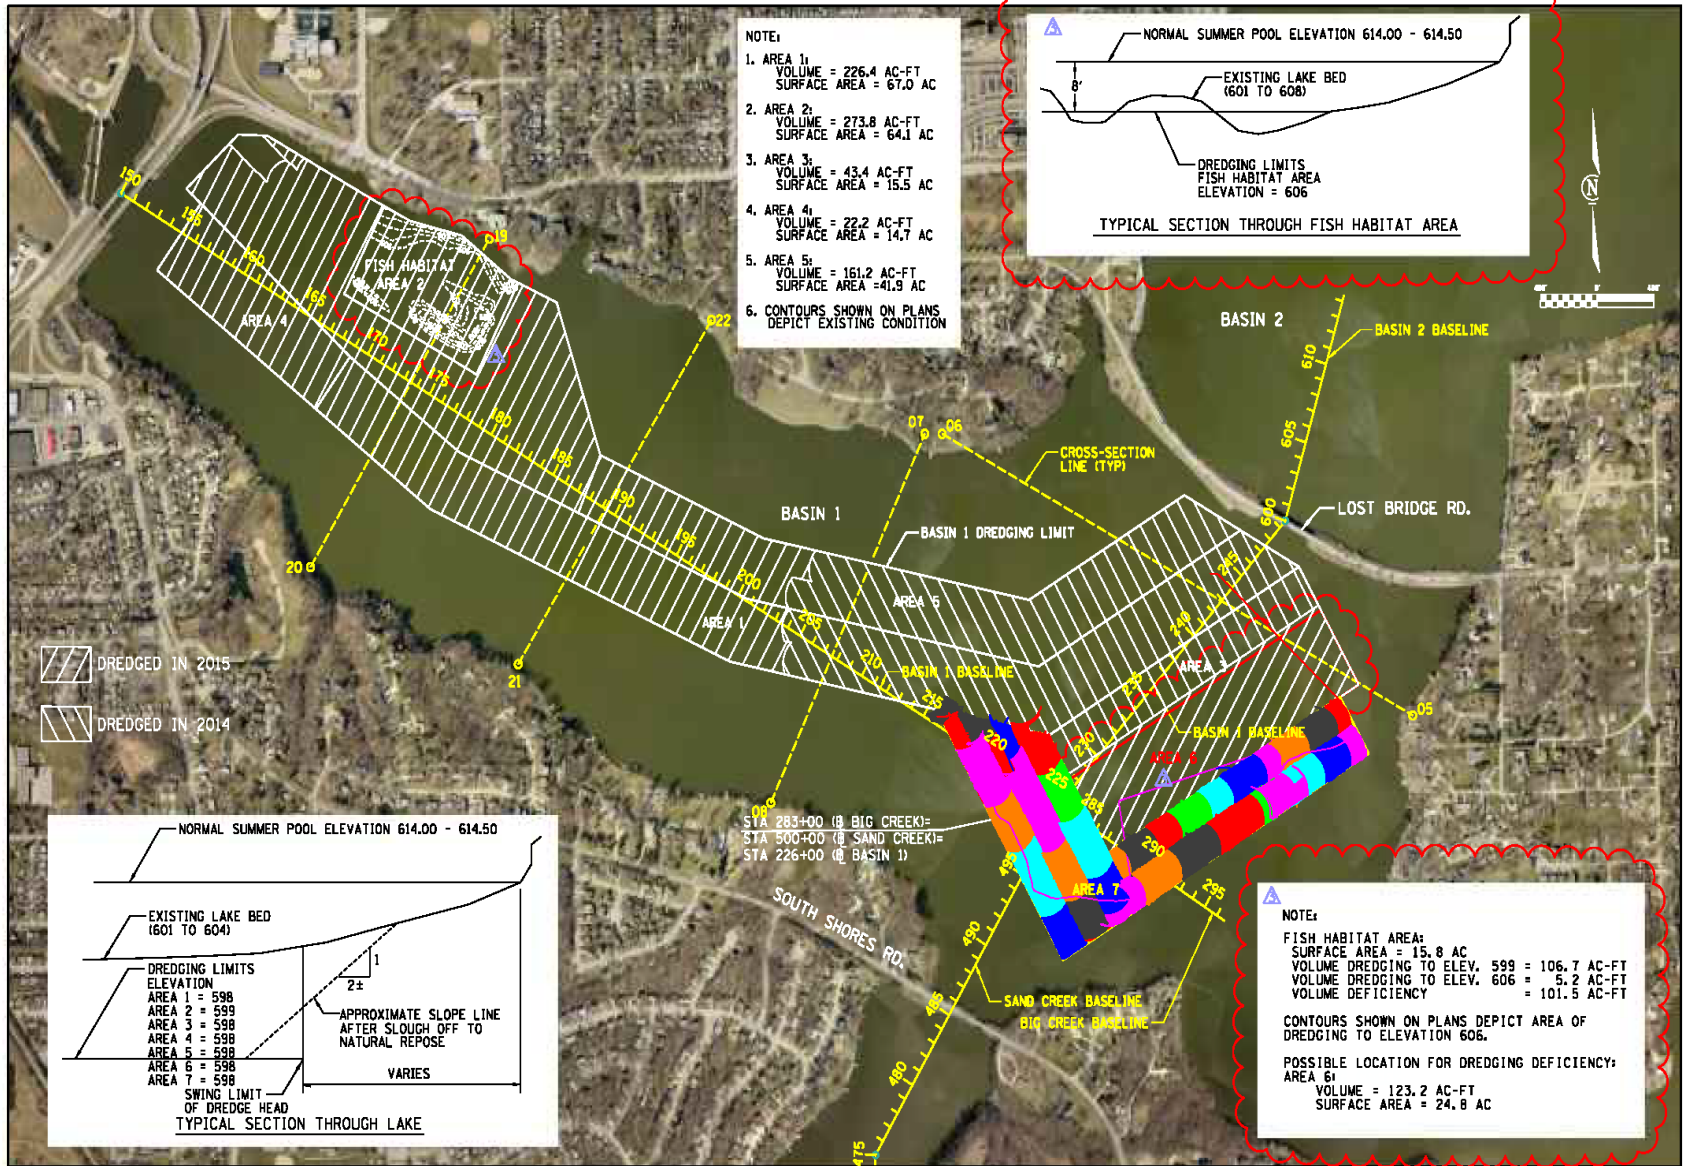 NOTE:
1. AREA 1:
VOLUME = 226.4 AC-FT
SURFACE AREA = 67.0 AC
2. AREA 2:
VOLUME = 273.8 AC-FT
SURFACE AREA = 64.1 AC
3. AREA 3:
VOLUME = 43.4 AC-FT
SURFACE AREA = 15.5 AC
4. AREA 4:
VOLUME = 22.2 AC-FT
SURFACE AREA = 14.7 AC
5. AREA 5:
VOLUME = 161.2 AC-FT
SURFACE AREA =41.9 AC
6. CONTOURS SHOWN ON PLANS
DEPICT EXISTING CONDITION
3
NORMAL SUMMER POOL ELEVATION 614.00 - 614.50
8'
EXISTING LAKE BED
(601 TO 608)
DREDGING LIMITS
FISH HABITAT AREA
ELEVATION = 606
TYPICAL SECTION THROUGH FISH HABITAT AREA
N
400'
0'
400'
150
155
160
165
170
175
180
185
190
195
200
205
210
215
220
225
230
235
240
245
19
20
21
022
07
06
05
08
FISH HABITAT
AREA 2
AREA 4
BASIN 1
BASIN 2
BASIN 2 BASELINE
610
605
600
CROSS-SECTION
LINE (TYP)
LOST BRIDGE RD.
BASIN 1 DREDGING LIMIT
AREA 5
AREA 1
BASIN 1 BASELINE
AREA 3
BASIN 1 BASELINE
AREA 6
AREA 7
285
290
295
495
490
485
480
475
DREDGED IN 2015
DREDGED IN 2014
STA 283+00 (B BIG CREEK)=
STA 500+00 (B SAND CREEK)=
STA 226+00 (B BASIN 1)
SOUTH SHORES RD.
SAND CREEK BASELINE
BIG CREEK BASELINE
NORMAL SUMMER POOL ELEVATION 614.00 - 614.50
EXISTING LAKE BED
(601 TO 604)
DREDGING LIMITS
ELEVATION
AREA 1 = 598
AREA 2 = 599
AREA 3 = 598
AREA 4 = 598
AREA 5 = 598
AREA 6 = 598
AREA 7 = 598
1
2±
APPROXIMATE SLOPE LINE
AFTER SLOUGH OFF TO
NATURAL REPOSE
VARIES
SWING LIMIT
OF DREDGE HEAD
TYPICAL SECTION THROUGH LAKE
NOTE:
FISH HABITAT AREA:
SURFACE AREA = 15.8 AC
VOLUME DREDGING TO ELEV. 599 = 106.7 AC-FT
VOLUME DREDGING TO ELEV. 606 = 5.2 AC-FT
VOLUME DEFICIENCY = 101.5 AC-FT
CONTOURS SHOWN ON PLANS DEPICT AREA OF
DREDGING TO ELEVATION 606.
POSSIBLE LOCATION FOR DREDGING DEFICIENCY:
AREA 6:
VOLUME = 123.2 AC-FT
SURFACE AREA = 24.8 AC